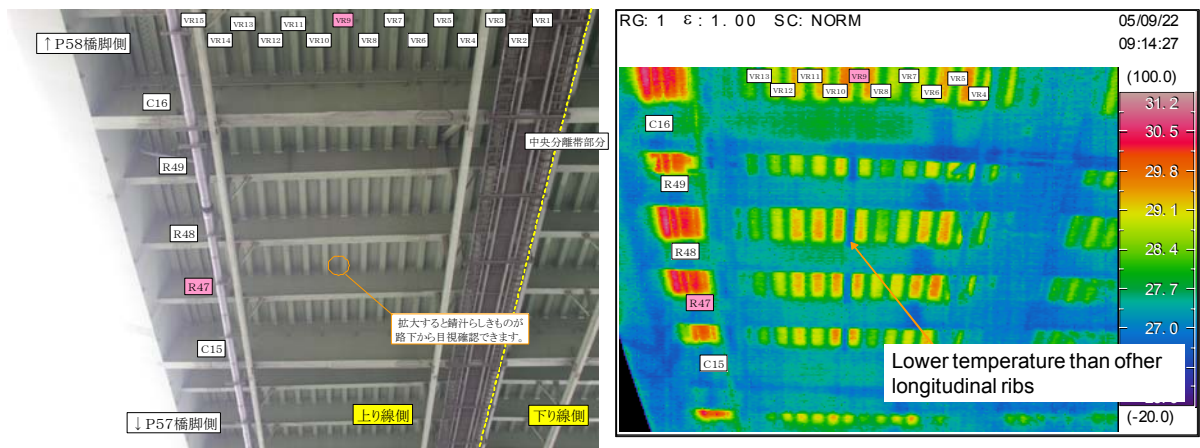 VR15
VR13
VR11
VR9
VR7
VR5
VR3
VR1
VR14
VR12
VR10
VR8
VR6
VR4
VR2
↑P58橋脚側
C16
中央分離帯部分
R49
R48
R47
拡大すると錆汁らしきものが
路下から目視確認できます。
C15
↓P57橋脚側
上り線側
下り線側
RG: 1 ε: 1. 00 SC: NORM
05/09/22
09:14:27
(100.0)
VR13
VR11
VR9
VR7
VR5
VR12
VR10
VR8
VR6
VR4
31. 2
30. 5
29. 8
29. 1
28. 4
27. 7
27. 0
C16
R49
R48
R47
C15
Lower temperature than ofher
longitudinal ribs
(-20.0)